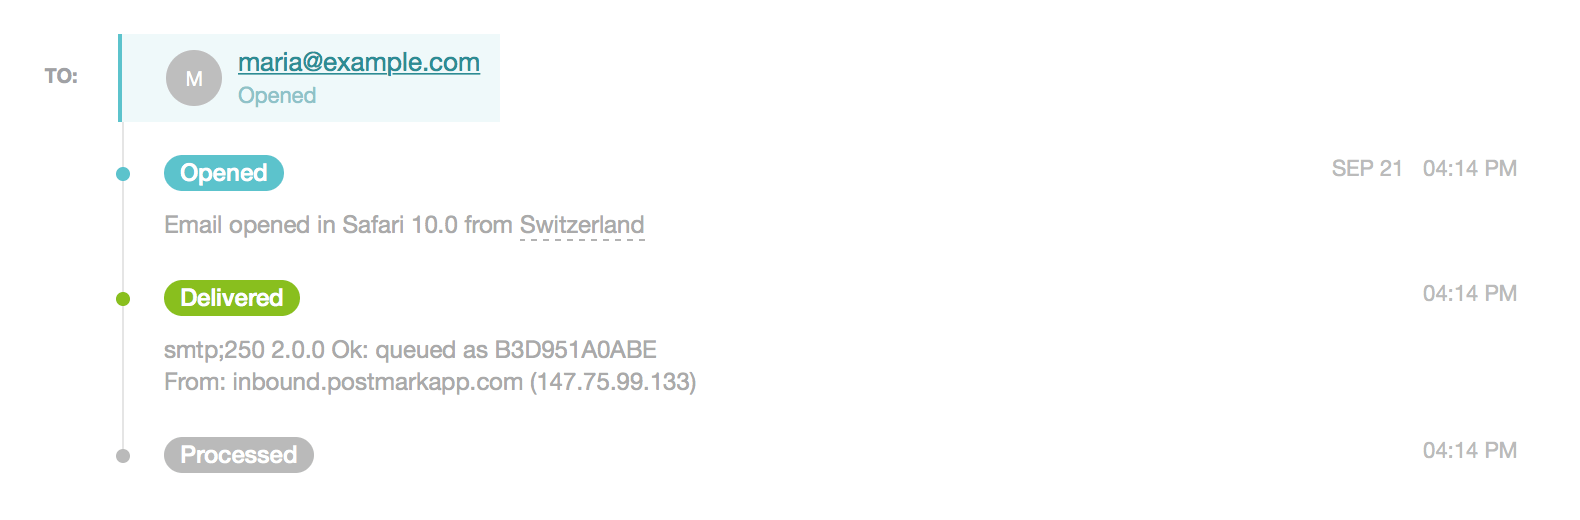 TO:
M
maria@example.com
Opened
Opened
SEP 21 04:14 PM
Email opened in Safari 10.0 from Switzerland
Delivered
04:14 PM
smtp;250 2.0.0 Ok: queued as B3D951A0ABE
From: inbound.postmarkapp.com (147.75.99.133)
Processed
04:14 PM